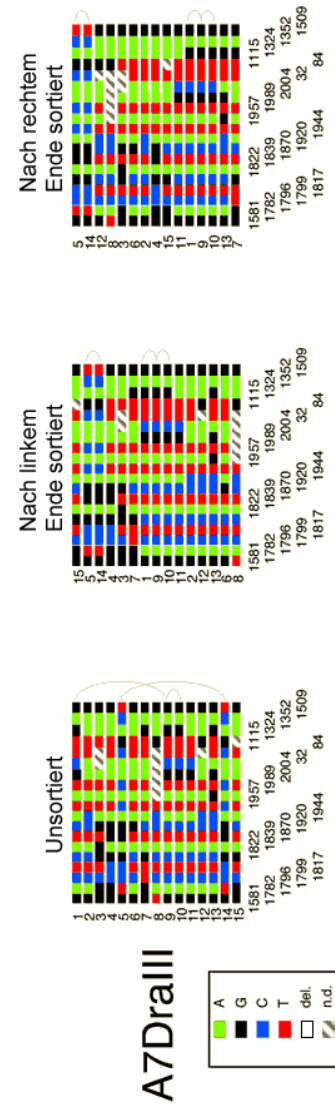 A7DraIII
A
G
C
T
del.
n.d.
Unsortiert
1
2
3
4
5
6
7
8
9
10
11
12
13
14
15
1581 1822 1957 1115
1782 1839 1989 1324
1796 1870 2004 1352
1799 1920 32 1509
1817 1944 84
Nach linkem
Ende sortiert
15
5
14
4
3
7
1
9
10
11
2
12
13
6
8
1581 1822 1957 1115
1782 1839 1989 1324
1796 1870 2004 1352
1799 1920 32 1509
1817 1944 84
Nach rechtem
Ende sortiert
5
14
12
8
3
6
2
4
15
11
1
9
10
13
7
1581 1822 1957 1115
1782 1839 1989 1324
1796 1870 2004 1352
1799 1920 32 1509
1817 1944 84